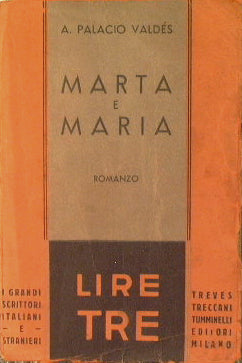 A. PALACIO VALDÉS
MARTA
E
MARIA
ROMANZO
LIRE
TRE
I GRANDI
SCRITTORI
ITALIANI
– E –
STRANIERI
TREVES
TRECCANI
TUMMINELLI
EDITORI
MILANO